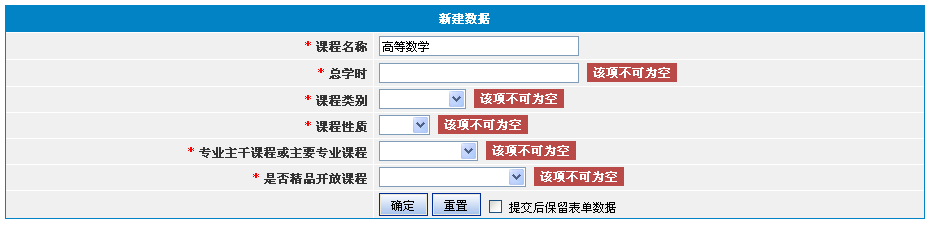 新建数据
* 课程名称 高等数学
* 总学时 该项不可为空
* 课程类别 该项不可为空
* 课程性质 该项不可为空
* 专业主干课程或主要专业课程 该项不可为空
* 是否精品开放课程 该项不可为空
确定 重置 提交后保留表单数据